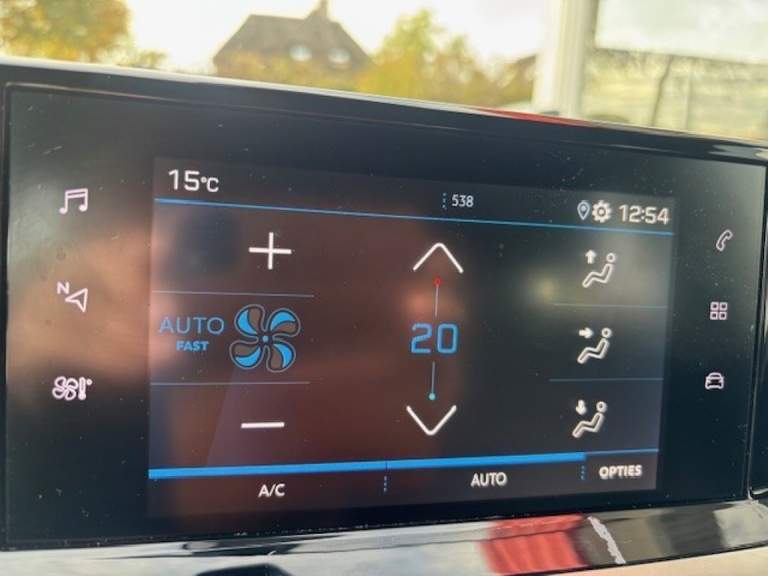 15°C
538
12:54
N
AUTO
FAST
20
A/C
AUTO
OPTIES